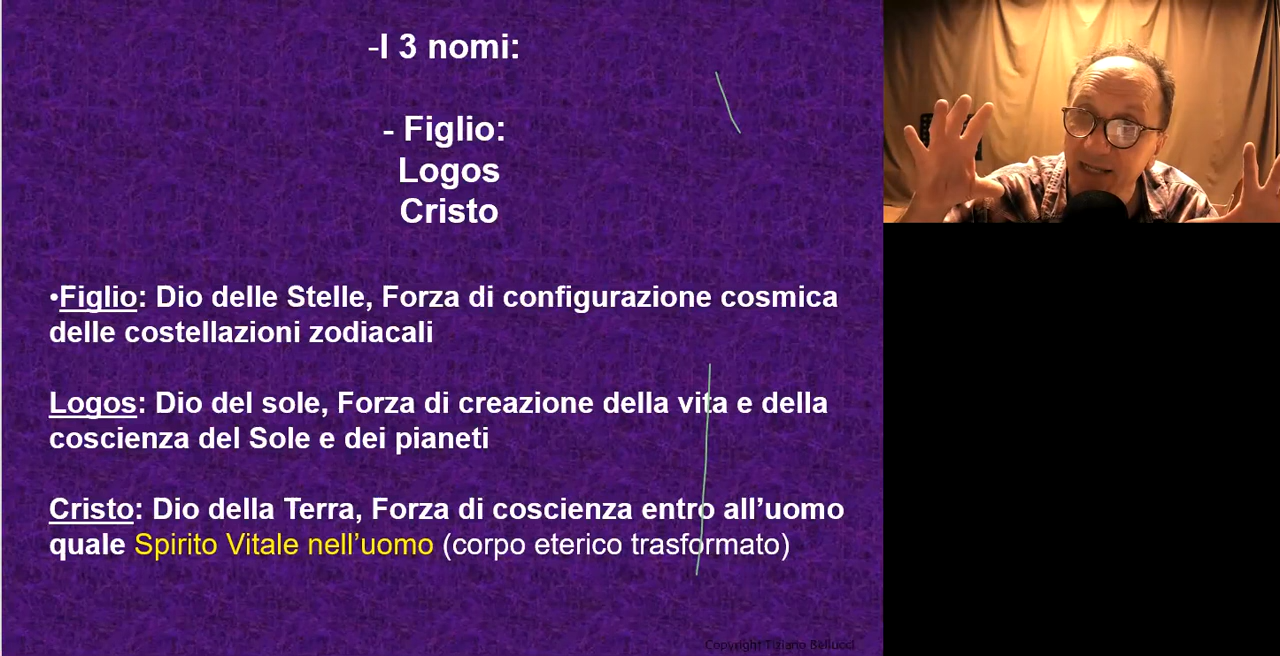 -I 3 nomi:
- Figlio:
Logos
Cristo
•Figlio: Dio delle Stelle, Forza di configurazione cosmica
delle costellazioni zodiacali
Logos: Dio del sole, Forza di creazione della vita e della
coscienza del Sole e dei pianeti
Cristo: Dio della Terra, Forza di coscienza entro all’uomo
quale Spirito Vitale nell’uomo (corpo eterico trasformato)
Copyright Tiziano Bellucci